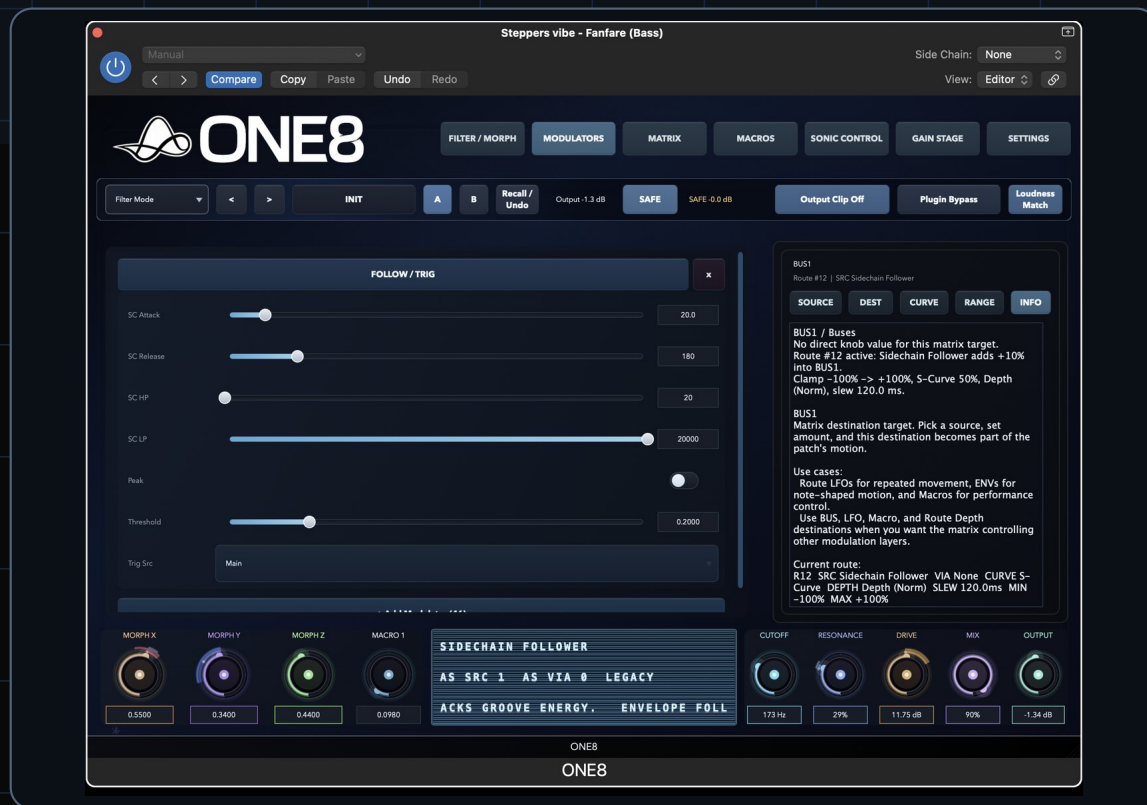 Steppers vibe - Fanfare (Bass)
Manual
Side Chain: None
Compare Copy Paste Undo Redo
View: Editor
ONE8
FILTER / MORPH MODULATORS MATRIX MACROS SONIC CONTROL GAIN STAGE SETTINGS
Filter Mode < > INIT A B Recall / Undo Output -1.3 dB SAFE SAFE -0.0 dB Output Clip Off Plugin Bypass Loudness Match
FOLLOW / TRIG x
SC Attack 20.0
SC Release 180
SC HP 20
SC LP 20000
Peak
Threshold 0.2000
Trig Src Main
BUS1
Route #12 | SRC Sidechain Follower
SOURCE DEST CURVE RANGE INFO
BUS1 / Buses
No direct knob value for this matrix target.
Route #12 active: Sidechain Follower adds +10%
into BUS1.
Clamp -100% -> +100%, S-Curve 50%, Depth
(Norm), slew 120.0 ms.
BUS1
Matrix destination target. Pick a source, set
amount, and this destination becomes part of the
patch's motion.
Use cases:
Route LFOs for repeated movement, ENVs for
note-shaped motion, and Macros for performance
control.
Use BUS, LFO, Macro, and Route Depth
destinations when you want the matrix controlling
other modulation layers.
Current route:
R12 SRC Sidechain Follower VIA None CURVE S-
Curve DEPTH Depth (Norm) SLEW 120.0ms MIN
-100% MAX +100%
MORPH X MORPH Y MORPH Z MACRO 1
0.5500 0.3400 0.4400 0.0980
SIDECHAIN FOLLOWER
AS SRC 1 AS VIA 0 LEGACY
ACKS GROOVE ENERGY. ENVELOPE FOLL
CUTOFF RESONANCE DRIVE MIX OUTPUT
173 Hz 29% 11.75 dB 90% -1.34 dB
ONE8
ONE8